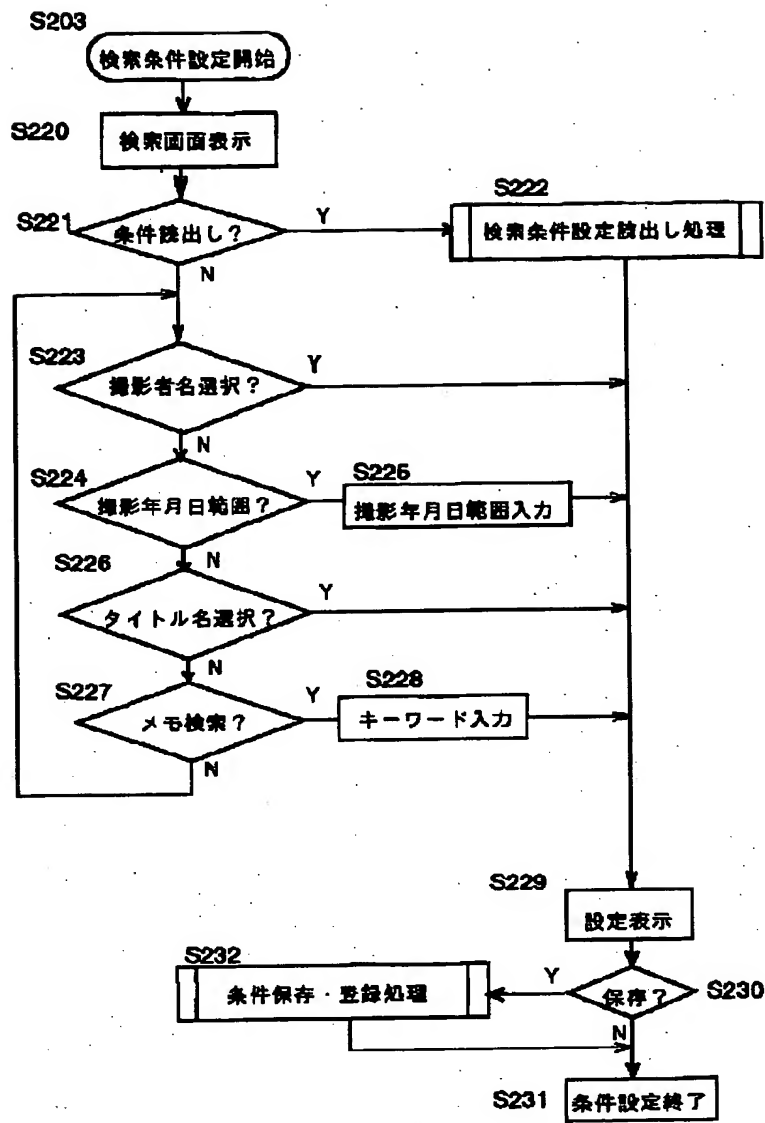 S203
検索条件設定開始
S220
検索画面表示
S221
条件読出し?
Y
N
S222
検索条件設定読出し処理
S223
撮影者名選択?
Y
N
S224
撮影年月日範囲?
Y
N
S225
撮影年月日範囲入力
S226
タイトル名選択?
Y
N
S227
メモ検索?
Y
N
S228
キーワード入力
S229
設定表示
S230
保存?
Y
N
S232
条件保存・登録処理
S231
条件設定終了